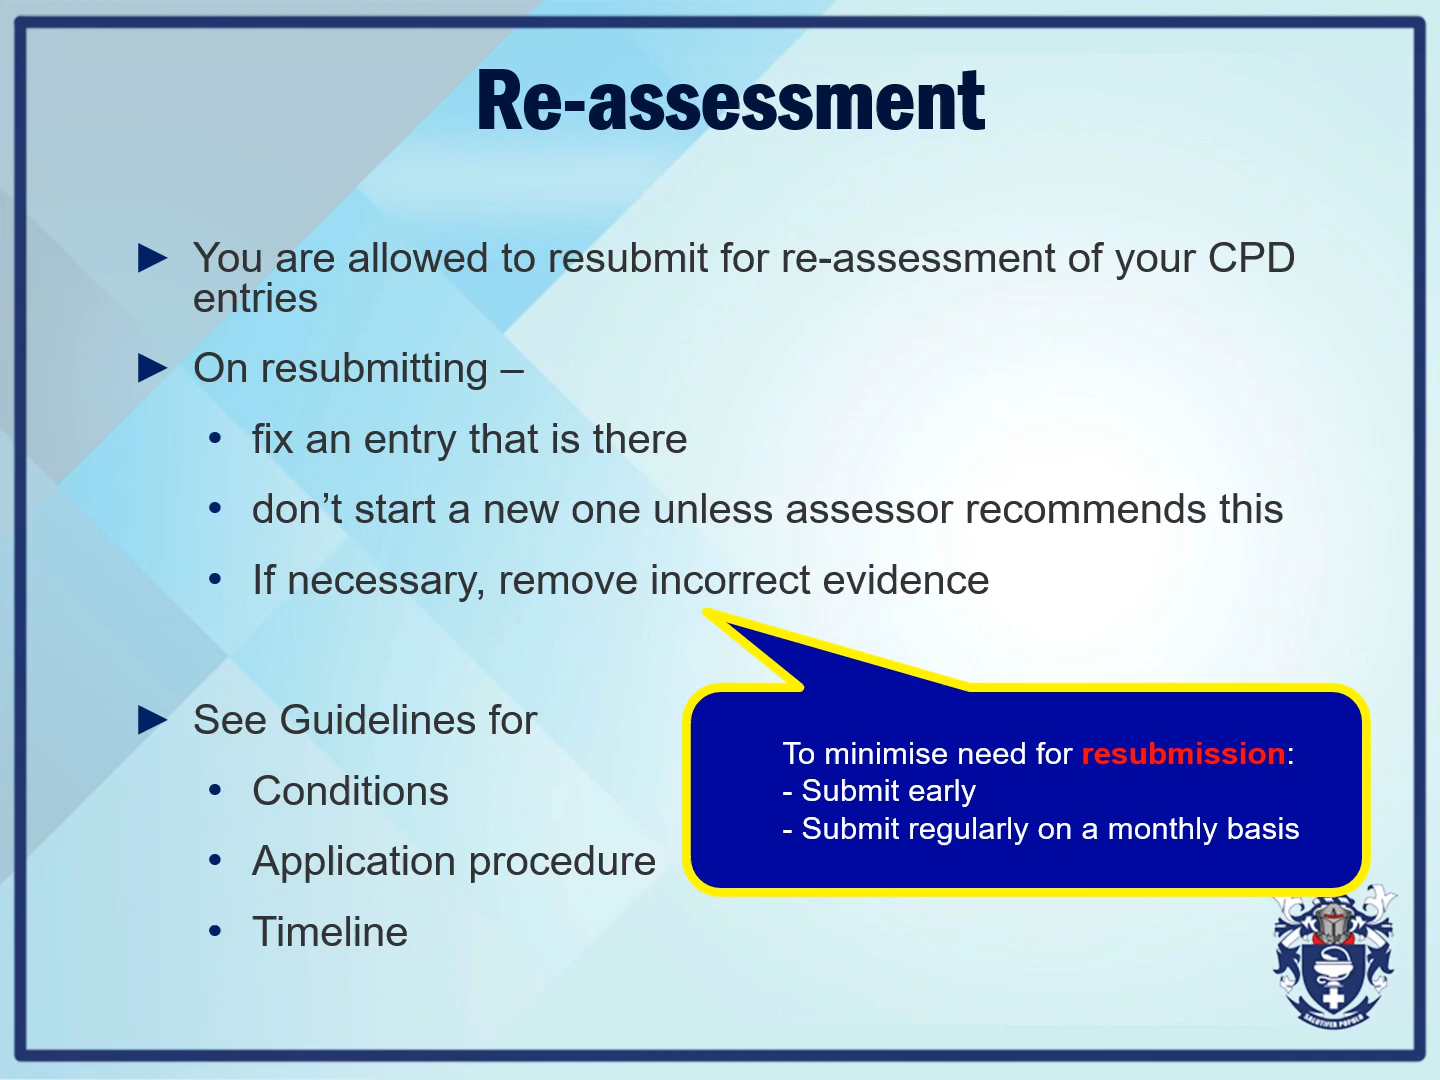 Re-assessment
► You are allowed to resubmit for re-assessment of your CPD
entries
► On resubmitting –
• fix an entry that is there
• don’t start a new one unless assessor recommends this
• If necessary, remove incorrect evidence
► See Guidelines for
• Conditions
• Application procedure
• Timeline
To minimise need for resubmission:
- Submit early
- Submit regularly on a monthly basis
SALUTIFER POPULO